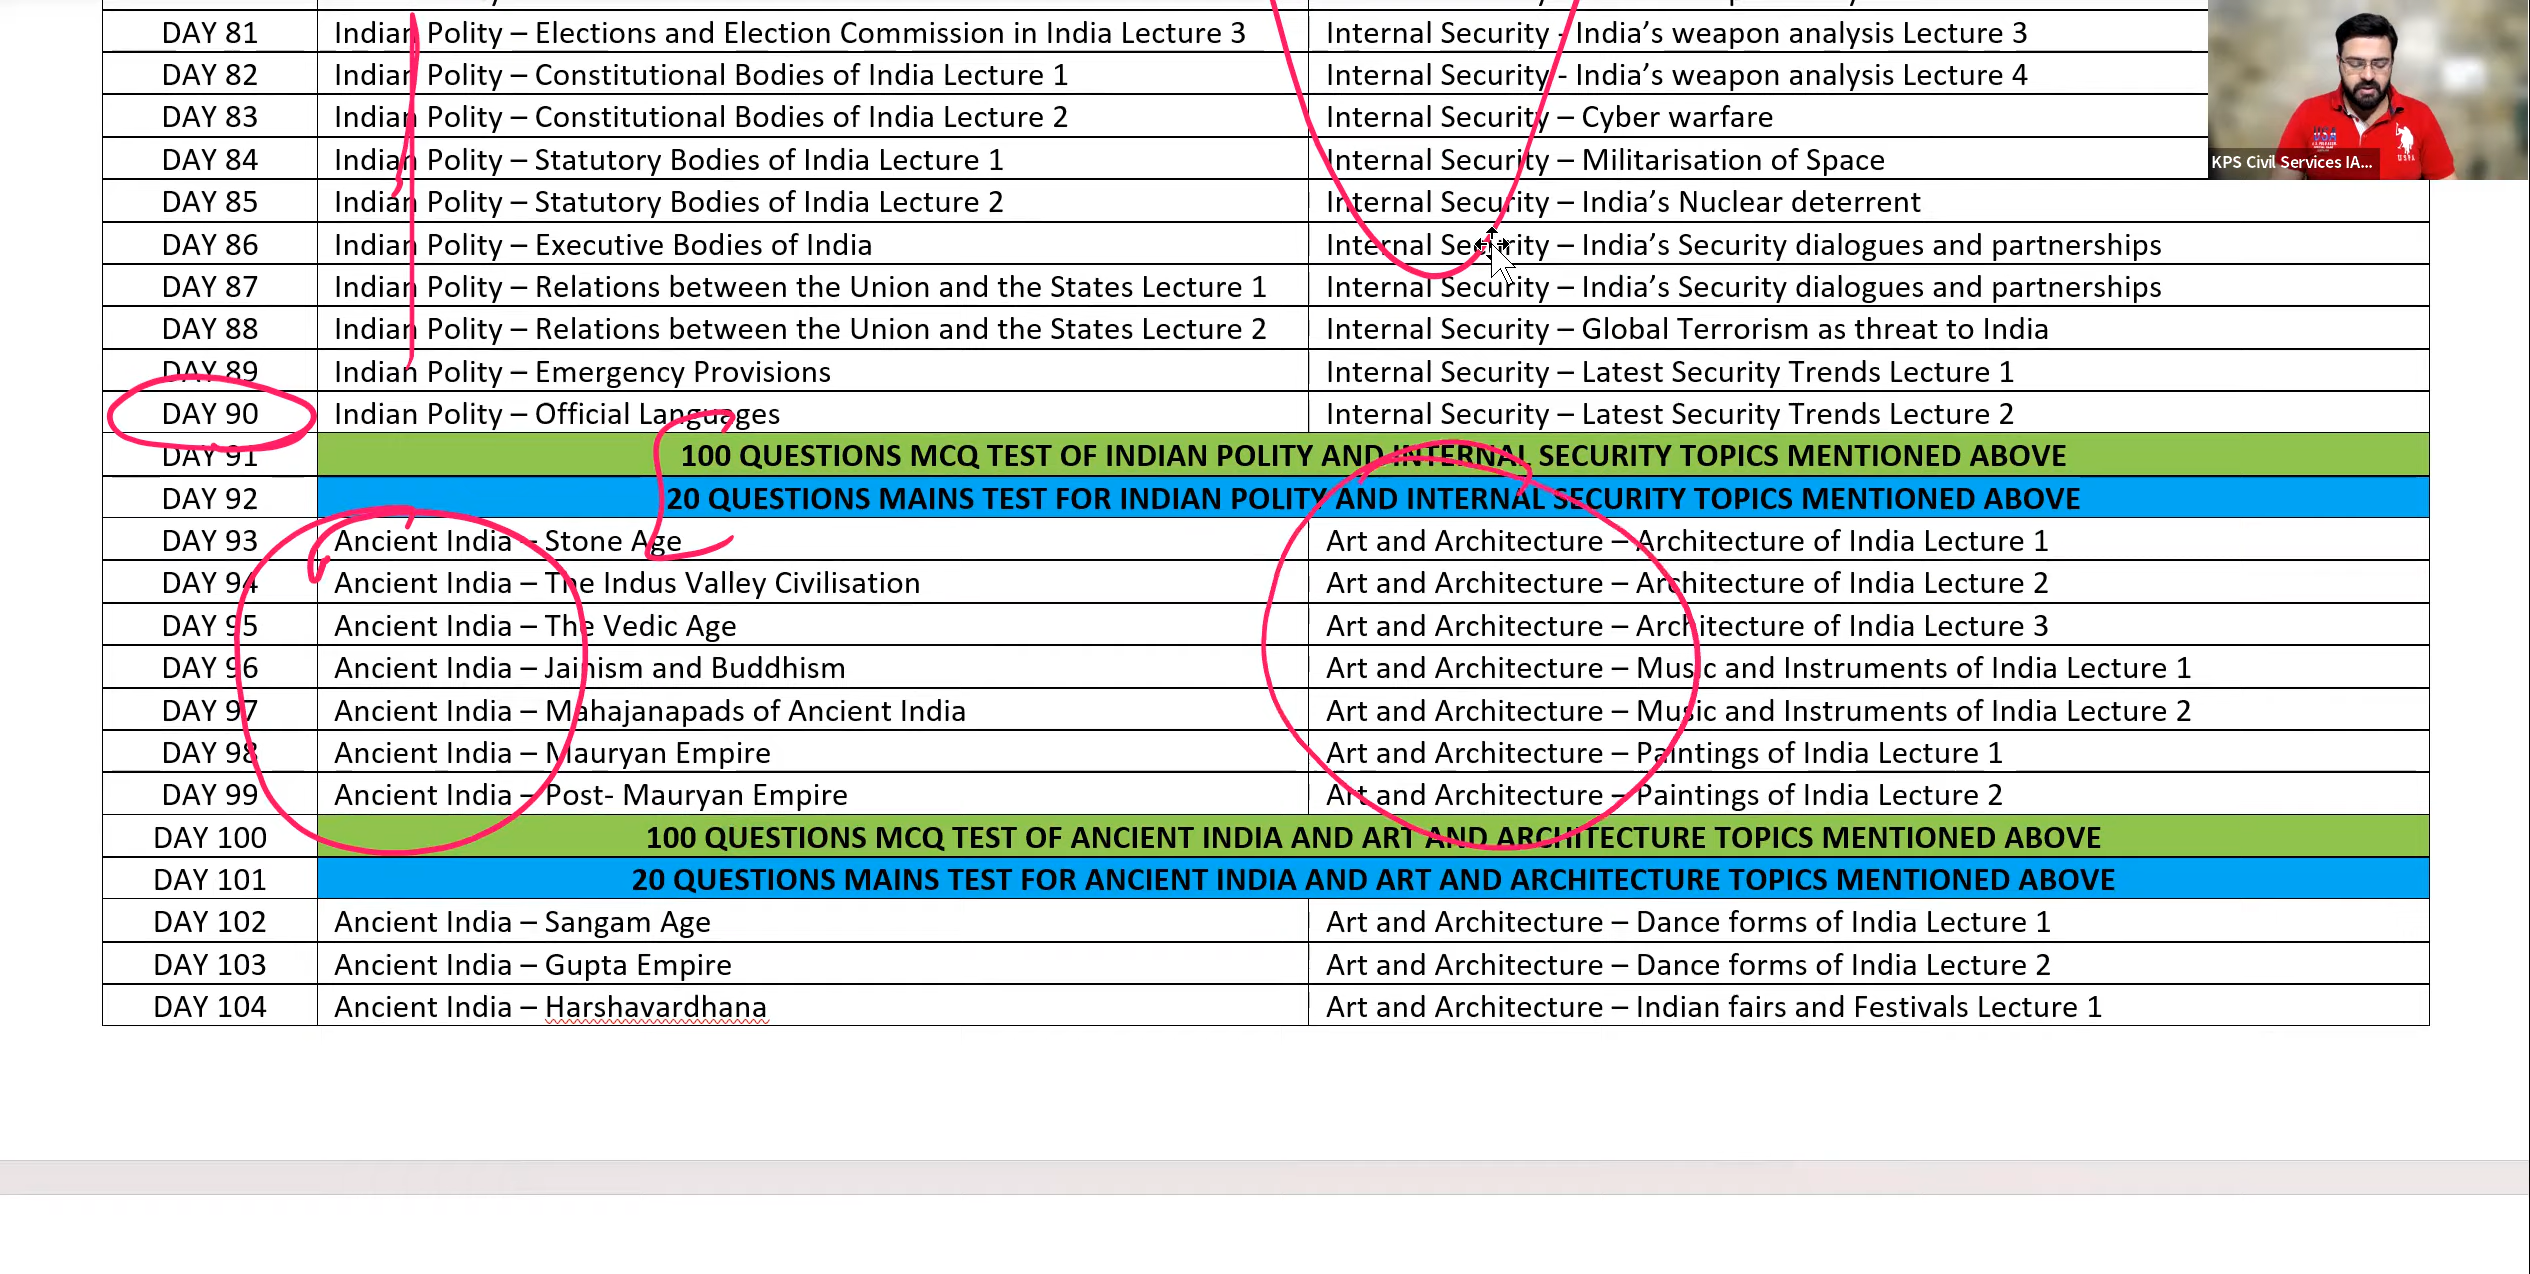 DAY 81 Indian Polity – Elections and Election Commission in India Lecture 3 Internal Security - India's weapon analysis Lecture 3
DAY 82 Indian Polity – Constitutional Bodies of India Lecture 1 Internal Security - India's weapon analysis Lecture 4
DAY 83 Indian Polity – Constitutional Bodies of India Lecture 2 Internal Security – Cyber warfare
DAY 84 Indian Polity – Statutory Bodies of India Lecture 1 Internal Security – Militarisation of Space
KPS Civil Services IA...
DAY 85 Indian Polity – Statutory Bodies of India Lecture 2 Internal Security – India's Nuclear deterrent
DAY 86 Indian Polity – Executive Bodies of India Internal Security – India's Security dialogues and partnerships
DAY 87 Indian Polity – Relations between the Union and the States Lecture 1 Internal Security – India's Security dialogues and partnerships
DAY 88 Indian Polity – Relations between the Union and the States Lecture 2 Internal Security – Global Terrorism as threat to India
DAY 89 Indian Polity – Emergency Provisions Internal Security – Latest Security Trends Lecture 1
DAY 90 Indian Polity – Official Languages Internal Security – Latest Security Trends Lecture 2
DAY 91 100 QUESTIONS MCQ TEST OF INDIAN POLITY AND INTERNAL SECURITY TOPICS MENTIONED ABOVE
DAY 92 20 QUESTIONS MAINS TEST FOR INDIAN POLITY AND INTERNAL SECURITY TOPICS MENTIONED ABOVE
DAY 93 Ancient India – Stone Age Art and Architecture – Architecture of India Lecture 1
DAY 94 Ancient India – The Indus Valley Civilisation Art and Architecture – Architecture of India Lecture 2
DAY 95 Ancient India – The Vedic Age Art and Architecture – Architecture of India Lecture 3
DAY 96 Ancient India – Jainism and Buddhism Art and Architecture – Music and Instruments of India Lecture 1
DAY 97 Ancient India – Mahajanapads of Ancient India Art and Architecture – Music and Instruments of India Lecture 2
DAY 98 Ancient India – Mauryan Empire Art and Architecture – Paintings of India Lecture 1
DAY 99 Ancient India – Post- Mauryan Empire Art and Architecture – Paintings of India Lecture 2
DAY 100 100 QUESTIONS MCQ TEST OF ANCIENT INDIA AND ART AND ARCHITECTURE TOPICS MENTIONED ABOVE
DAY 101 20 QUESTIONS MAINS TEST FOR ANCIENT INDIA AND ART AND ARCHITECTURE TOPICS MENTIONED ABOVE
DAY 102 Ancient India – Sangam Age Art and Architecture – Dance forms of India Lecture 1
DAY 103 Ancient India – Gupta Empire Art and Architecture – Dance forms of India Lecture 2
DAY 104 Ancient India – Harshavardhana Art and Architecture – Indian fairs and Festivals Lecture 1